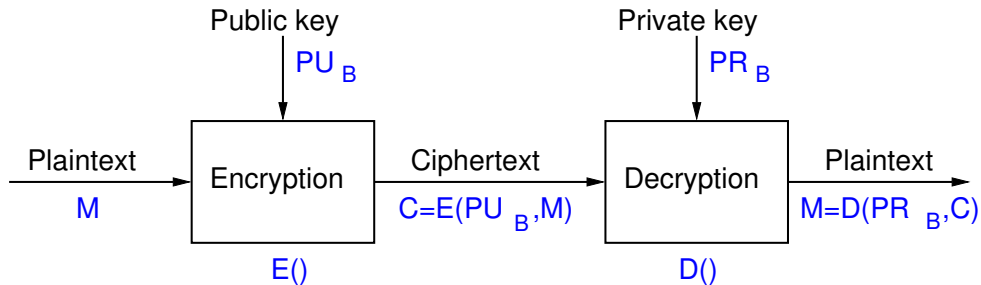 Public key
PU B
Private key
PR B
Plaintext
M
Encryption
E()
Ciphertext
C=E(PU B,M)
Decryption
D()
Plaintext
M=D(PR B,C)